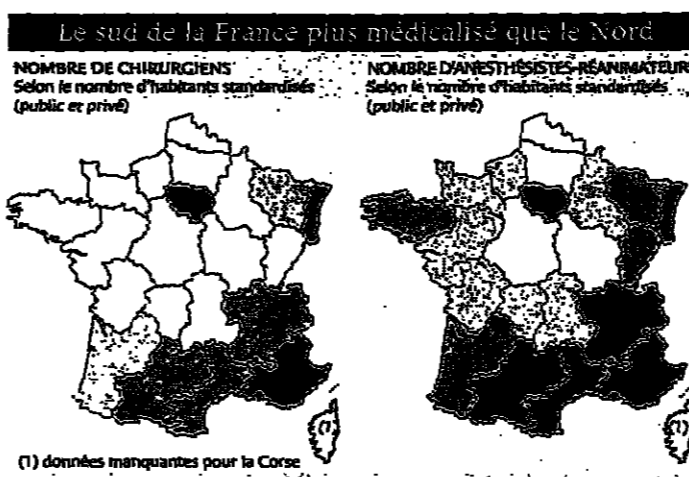 Le sud de la France plus médicalisé que le Nord
NOMBRE DE CHIRURGIENS
Selon le nombre d'habitants standardisés
(public et privé)
NOMBRE D'ANESTHÉSISTES-RÉANIMATEURS
Selon le nombre d'habitants standardisés
(public et privé)
(1)
(1)
(1) données manquantes pour la Corse